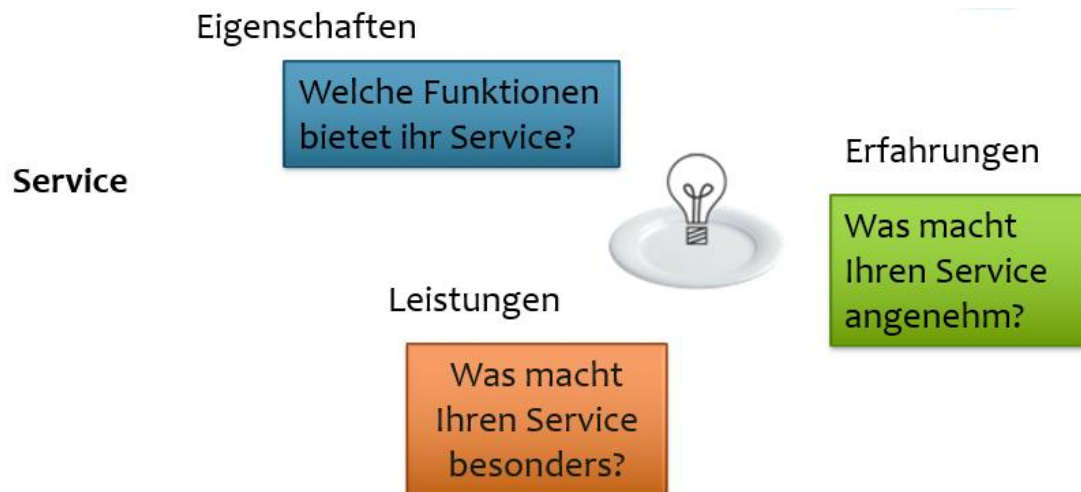 Eigenschaften
Welche Funktionen
bietet ihr Service?
Service
Erfahrungen
Was macht
Ihren Service
angenehm?
Leistungen
Was macht
Ihren Service
besonders?